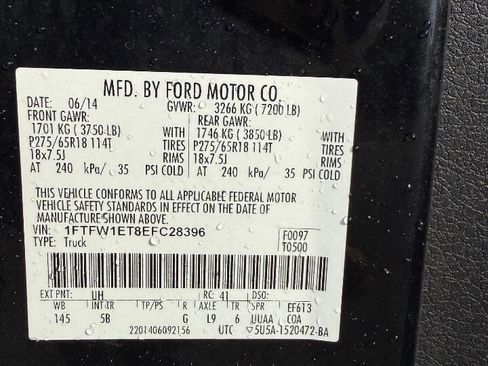 MFD. BY FORD MOTOR CO.
DATE: 06/14 GVWR: 3266 KG ( 7200 LB)
FRONT GAWR: REAR GAWR:
1701 KG ( 3750 LB) WITH 1746 KG ( 3850 LB) WITH
P275/65R18 114T TIRES P275/65R18 114T TIRES
18x7.5J RIMS 18x7.5J RIMS
AT 240 kPa/ 35 PSI COLD AT 240 kPa/ 35 PSI COLD
THIS VEHICLE CONFORMS TO ALL APPLICABLE FEDERAL MOTOR
VEHICLE SAFETY STANDARDS IN EFFECT ON THE DATE OF
MANUFACTURE SHOWN ABOVE.
VIN: 1FTFW1ET8EFC28396 F0097
TYPE: Truck T0500
EXT PNT: UH RC: 41 DSO:
WB INT TR TP/PS R AXLE TR SPR EF613
145 5B G L9 6 UUAA COA
2201406092156 UTC ▽5U5A-1520472-BA